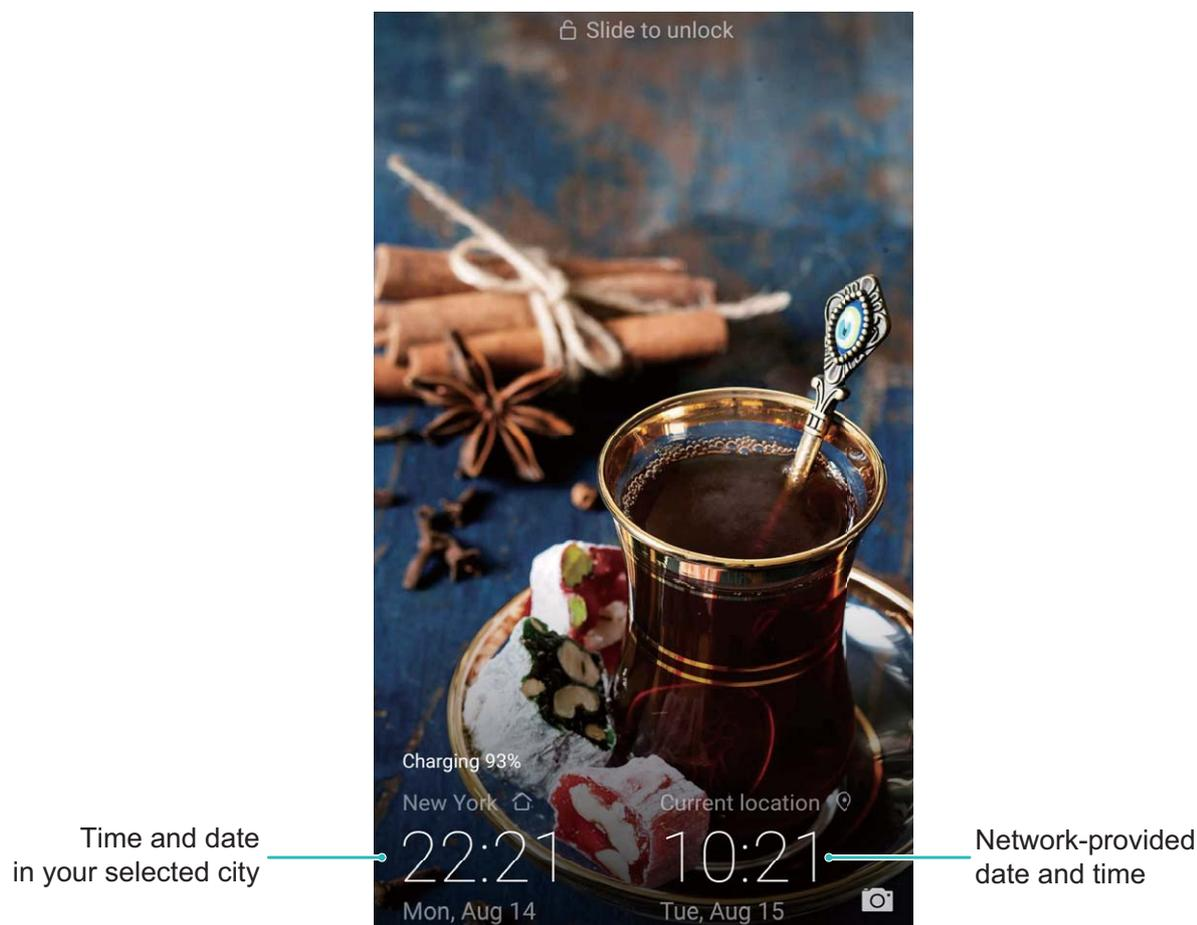 Slide to unlock
Charging 93%
New York
Current location
Time and date
in your selected city
22:21
10:21
Network-provided
date and time
Mon, Aug 14
Tue, Aug 15